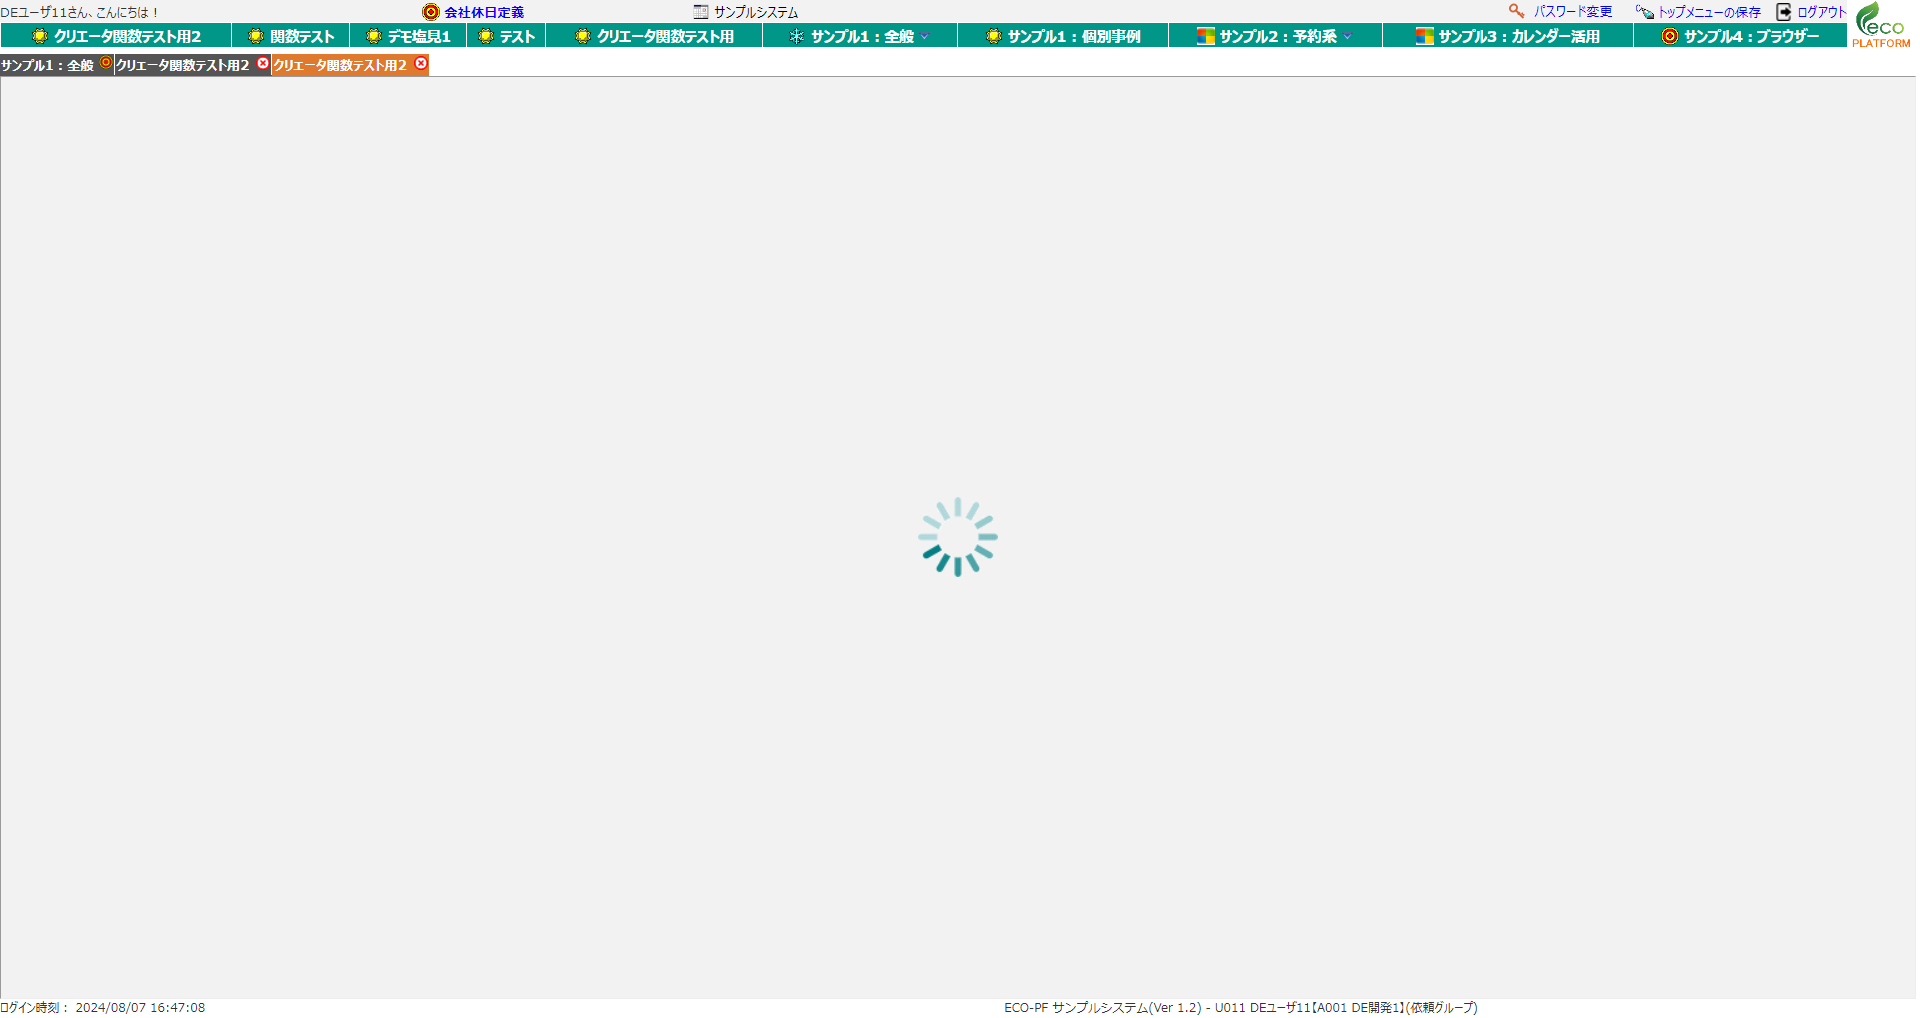 DEユーザ11さん、こんにちは！ 会社休日定義 サンプルシステム パスワード変更 トップメニューの保存 ログアウト
クリエータ関数テスト用2 関数テスト デモ塩見1 テスト クリエータ関数テスト用 サンプル1：全般 サンプル1：個別事例 サンプル2：予約系 サンプル3：カレンダー活用 サンプル4：ブラウザー
eco
PLATFORM
サンプル1：全般 クリエータ関数テスト用2 クリエータ関数テスト用2
ログイン時刻： 2024/08/07 16:47:08 ECO-PF サンプルシステム(Ver 1.2) - U011 DEユーザ11【A001 DE開発1】(依頼グループ)